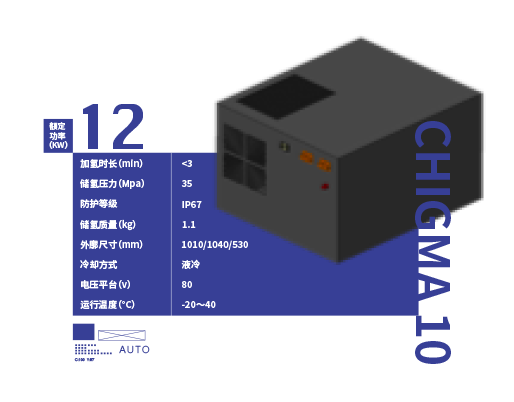 额定
功率
(KW)
12
加氢时长(min) <3
储氢压力(Mpa) 35
防护等级 IP67
储氢质量(kg) 1.1
外廓尺寸(mm) 1010/1040/530
冷却方式 液冷
电压平台(v) 80
运行温度(℃) -20～40
CHIGMA 10
AUTO